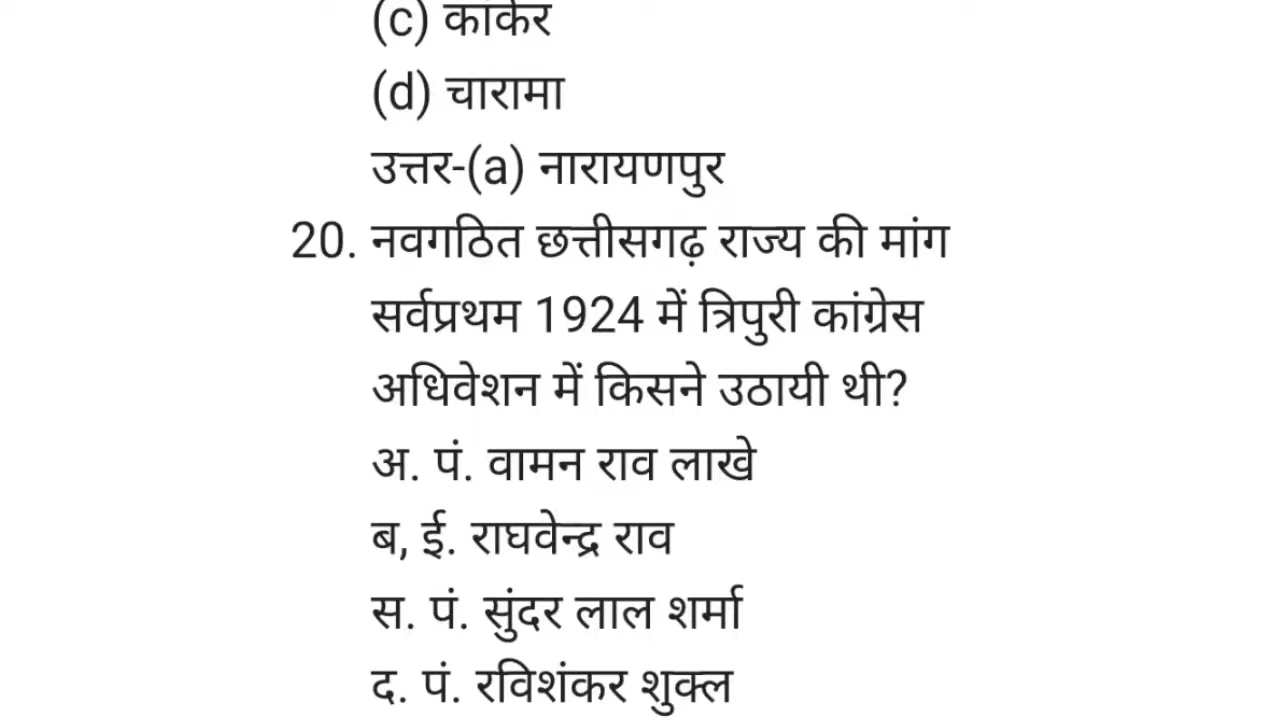 (c) कांकेर
(d) चारामा
उत्तर-(a) नारायणपुर
20. नवगठित छत्तीसगढ़ राज्य की मांग
सर्वप्रथम 1924 में त्रिपुरी कांग्रेस
अधिवेशन में किसने उठायी थी?
अ. पं. वामन राव लाखे
ब, ई. राघवेन्द्र राव
स. पं. सुंदर लाल शर्मा
द. पं. रविशंकर शुक्ल